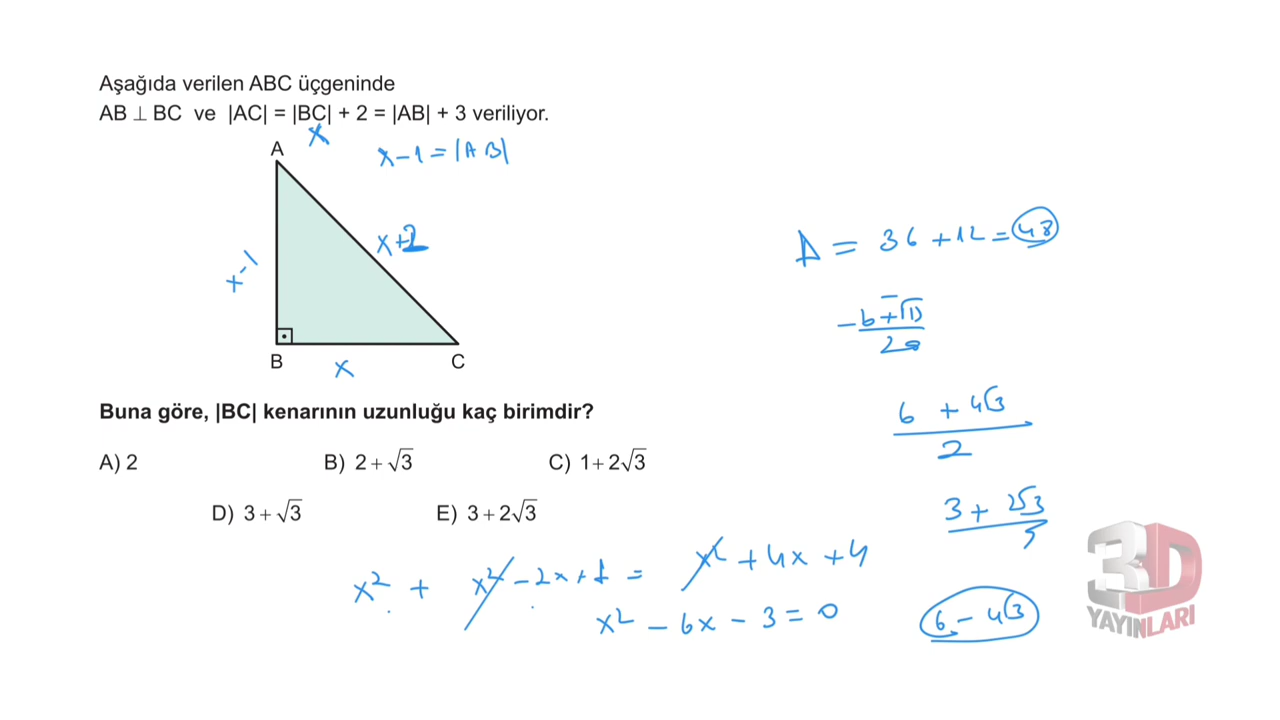 Aşağıda verilen ABC üçgeninde
AB ⊥ BC ve |AC| = |BC| + 2 = |AB| + 3 veriliyor.
x
x-1 = |AB|
A
x+2
x-1
B
x
C
Δ = 36 + 12 = 48
-b ∓ √D / 2a
6 + 4√3 / 2
3 + 2√3
6 - 4√3
Buna göre, |BC| kenarının uzunluğu kaç birimdir?
A) 2 B) 2 + √3 C) 1 + 2√3
D) 3 + √3 E) 3 + 2√3
x² + x² - 2x + 1 = x² + 4x + 4
x² - 6x - 3 = 0
3D
YAYINLARI